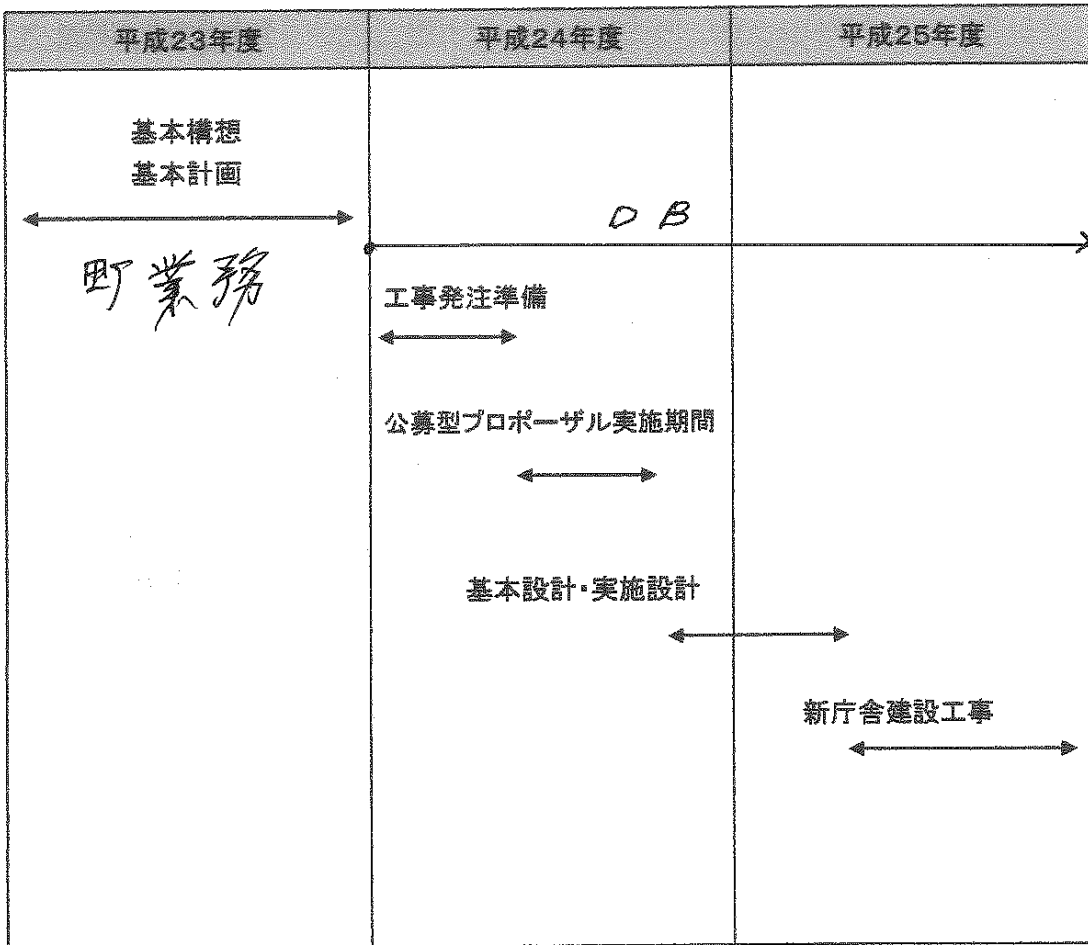 平成23年度
平成24年度
平成25年度
基本構想
基本計画
DB
町業務
工事発注準備
公募型プロポーザル実施期間
基本設計・実施設計
新庁舎建設工事